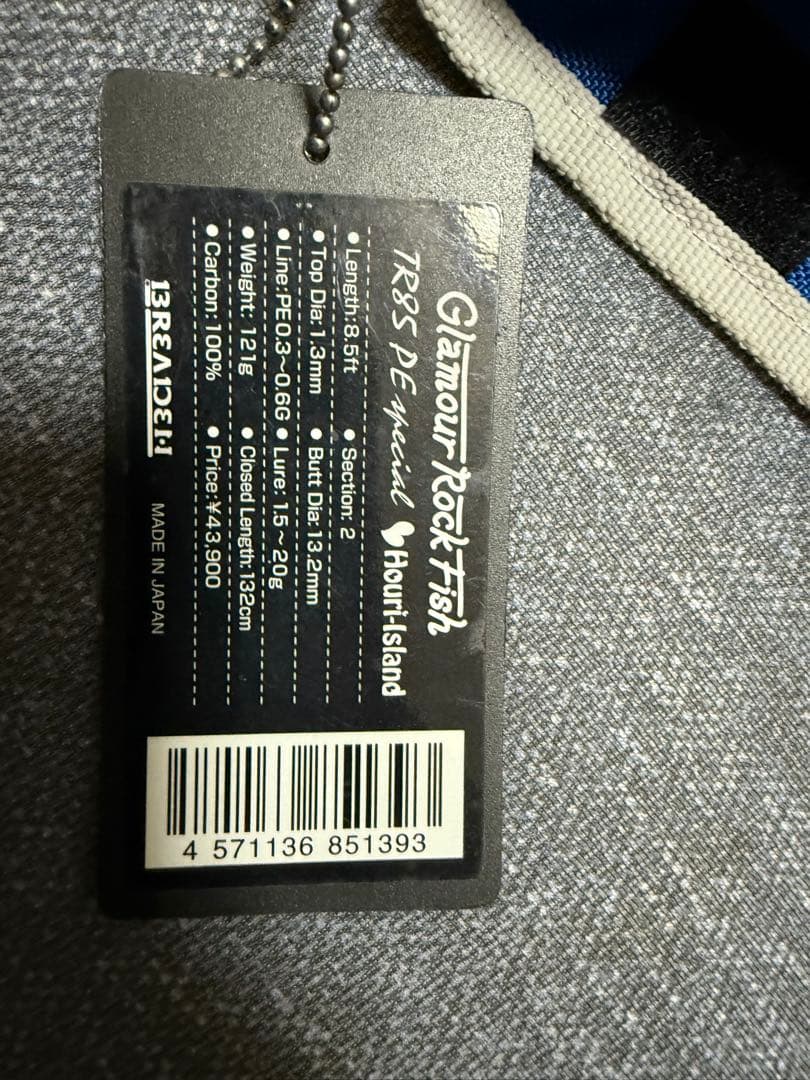 Glamour Rock Fish
TR85 PE special Houri-Island
● Length: 8.5ft ● Section: 2
● Top Dia: 1.3mm ● Butt Dia: 13.2mm
● Line: PE0.3~0.6G ● Lure: 1.5~20g
● Weight: 121g ● Closed Length: 132cm
● Carbon: 100% ● Price: ¥43,900
BREADEN MADE IN JAPAN
4 571136 851393